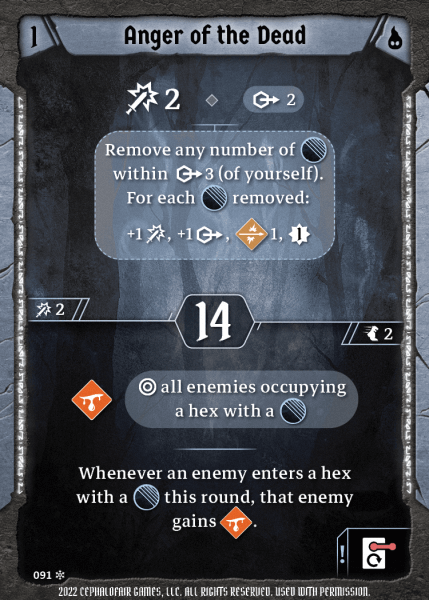 1 Anger of the Dead
2 2
Remove any number of
within 3 (of yourself).
For each removed:
+1 , +1 , 1,
2 14 2
all enemies occupying
a hex with a
Whenever an enemy enters a hex
with a this round, that enemy
gains .
!
091
2022 CEPHALOFAIR GAMES, LLC. ALL RIGHTS RESERVED. USED WITH PERMISSION.